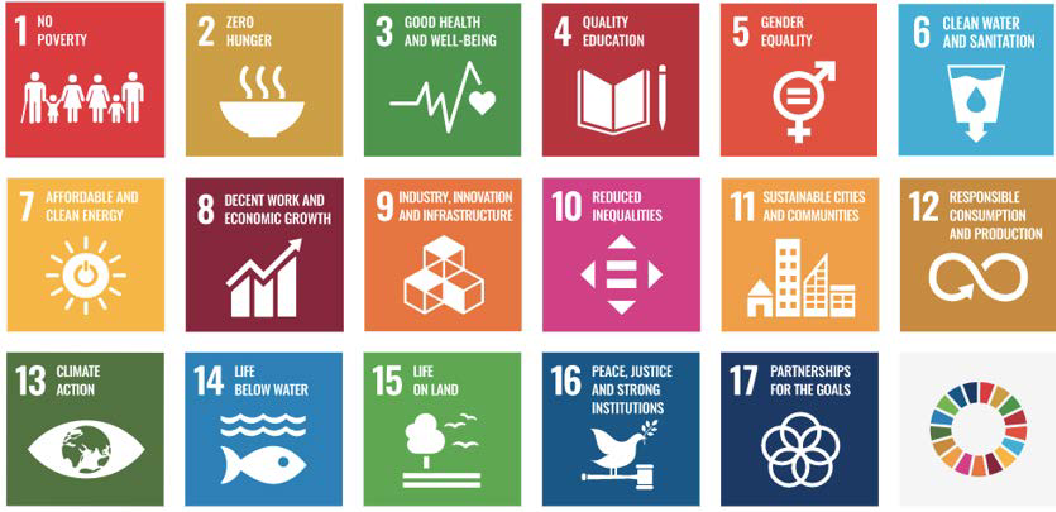 1 NO
POVERTY
2 ZERO
HUNGER
3 GOOD HEALTH
AND WELL-BEING
4 QUALITY
EDUCATION
5 GENDER
EQUALITY
6 CLEAN WATER
AND SANITATION
7 AFFORDABLE AND
CLEAN ENERGY
8 DECENT WORK AND
ECONOMIC GROWTH
9 INDUSTRY, INNOVATION
AND INFRASTRUCTURE
10 REDUCED
INEQUALITIES
11 SUSTAINABLE CITIES
AND COMMUNITIES
12 RESPONSIBLE
CONSUMPTION
AND PRODUCTION
13 CLIMATE
ACTION
14 LIFE
BELOW WATER
15 LIFE
ON LAND
16 PEACE, JUSTICE
AND STRONG
INSTITUTIONS
17 PARTNERSHIPS
FOR THE GOALS